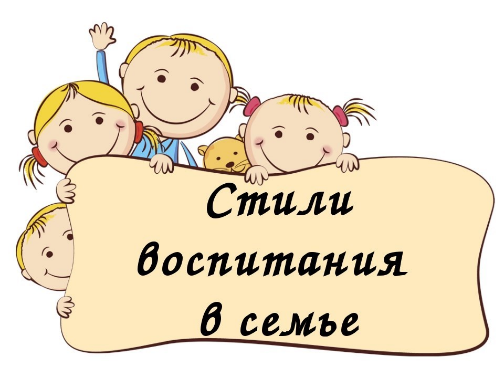 Стили
воспитания
в семье